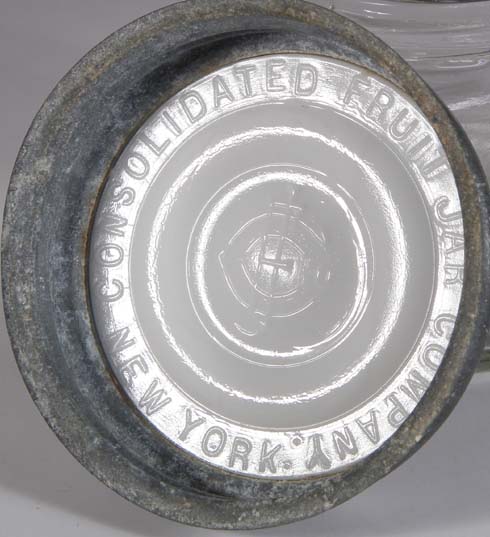 CONSOLIDATED FRUIT JAR COMPANY
NEW YORK.